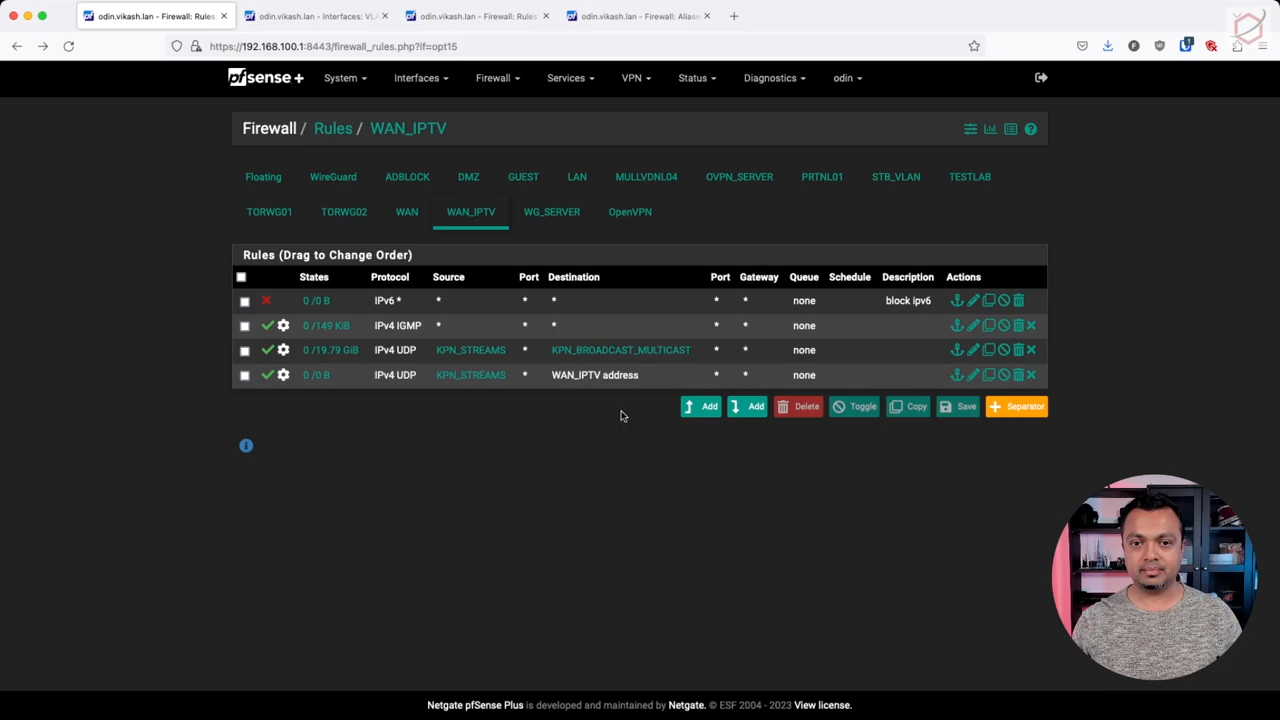 odin.vikash.lan - Firewall: Rules: odin.vikash.lan - Interfaces: VLA odin.vikash.lan - Firewall: Rules odin.vikash.lan - Firewall: Aliase
https://192.168.100.1:8443/firewall_rules.php?if=opt15
pfsense + System Interfaces Firewall Services VPN Status Diagnostics odin
Firewall / Rules / WAN_IPTV
Floating WireGuard ADBLOCK DMZ GUEST LAN MULLVDNL04 OVPN_SERVER PRTNL01 STB_VLAN TESTLAB
TORWG01 TORWG02 WAN WAN_IPTV WG_SERVER OpenVPN
Rules (Drag to Change Order)
States Protocol Source Port Destination Port Gateway Queue Schedule Description Actions
0 /0 B IPv6 * * * * * * none block ipv6
0 /149 KiB IPv4 IGMP * * * * * none
0 /19.79 GiB IPv4 UDP KPN_STREAMS * KPN_BROADCAST_MULTICAST * * none
0 /0 B IPv4 UDP KPN_STREAMS * WAN_IPTV address * * none
Add Add Delete Toggle Copy Save Separator
Netgate pfSense Plus is developed and maintained by Netgate. © ESF 2004 - 2023 View license.